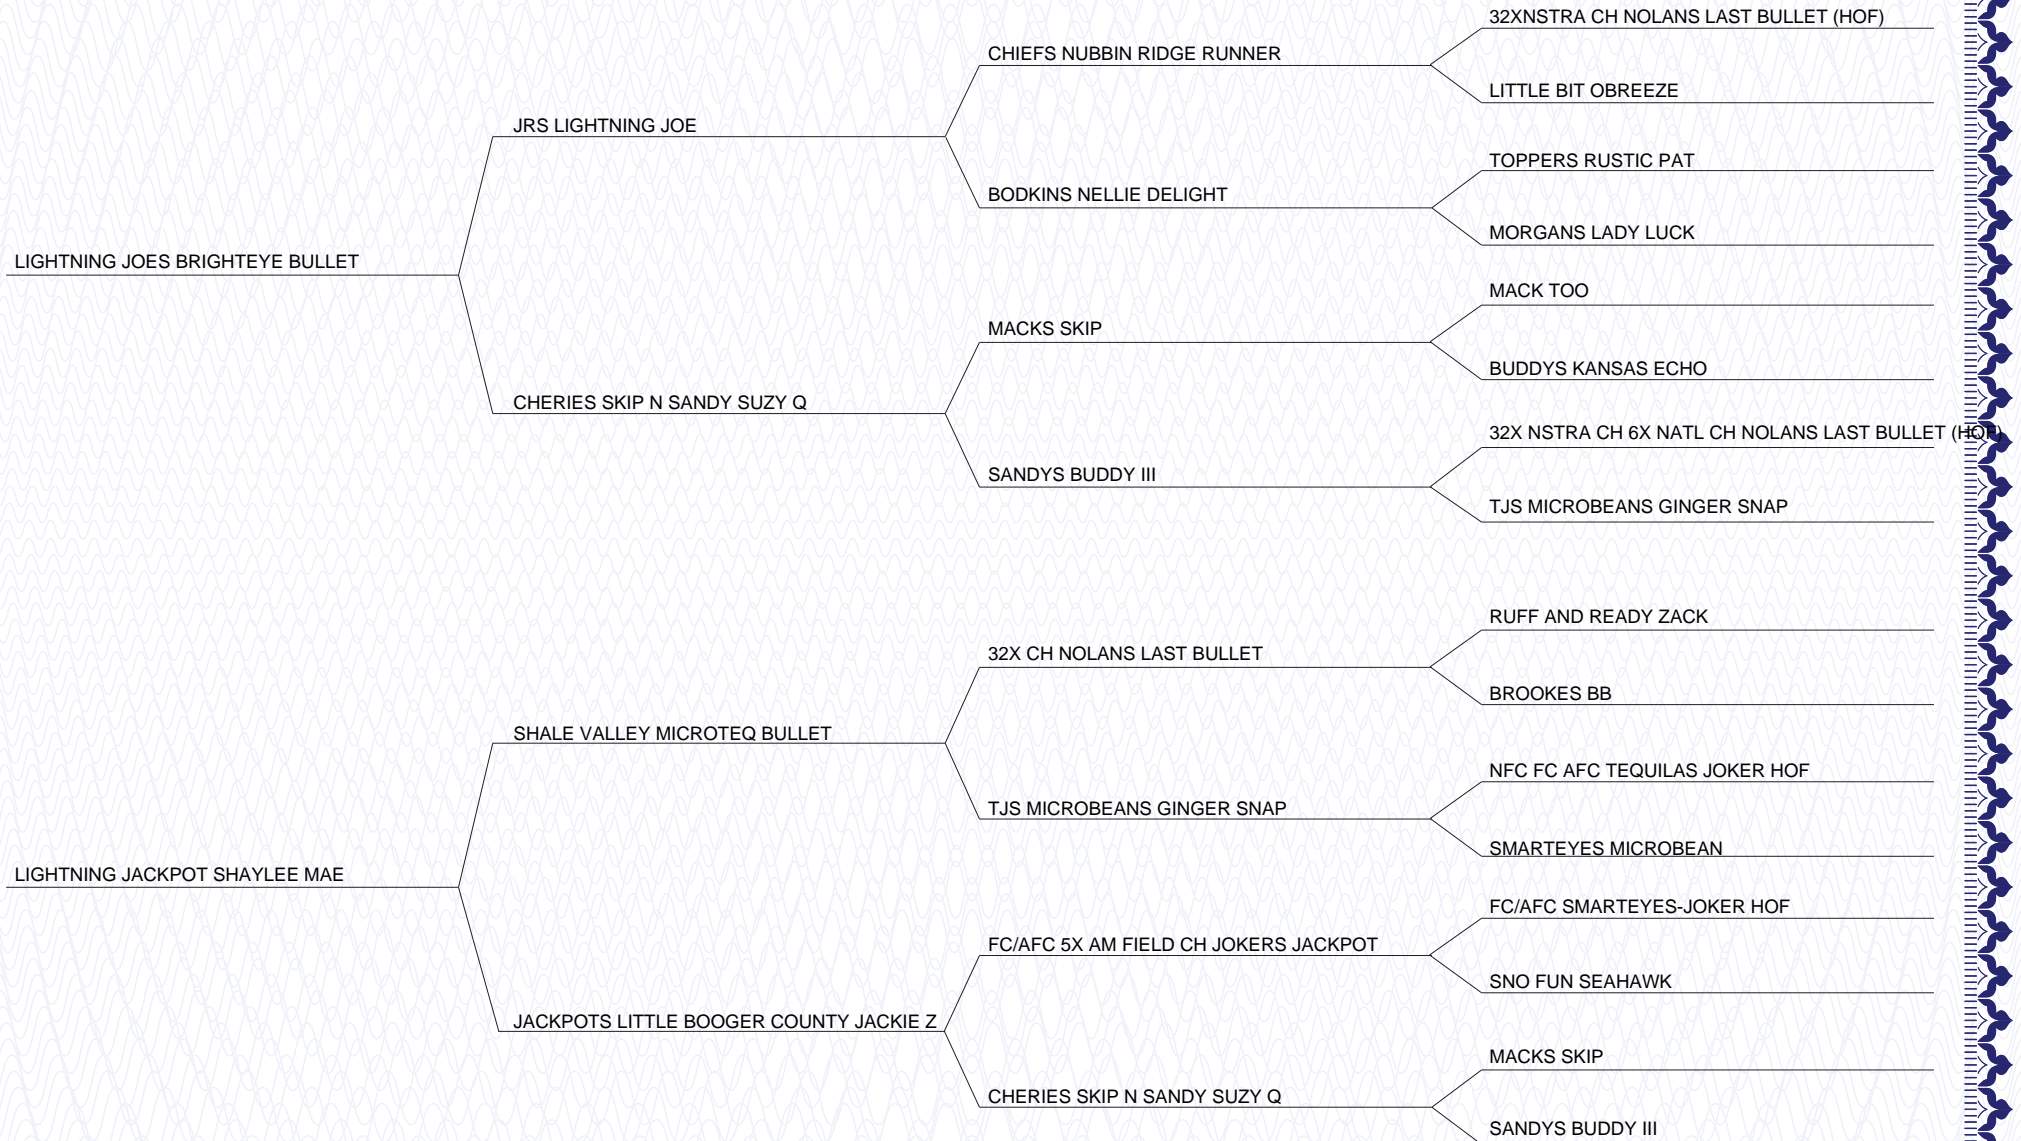 32XNSTRA CH NOLANS LAST BULLET (HOF)
CHIEFS NUBBIN RIDGE RUNNER
LITTLE BIT OBREEZE
JRS LIGHTNING JOE
TOPPERS RUSTIC PAT
BODKINS NELLIE DELIGHT
MORGANS LADY LUCK
LIGHTNING JOES BRIGHTEYE BULLET
MACK TOO
MACKS SKIP
BUDDYS KANSAS ECHO
CHERIES SKIP N SANDY SUZY Q
32X NSTRA CH 6X NATL CH NOLANS LAST BULLET (HOF)
SANDYS BUDDY III
TJS MICROBEANS GINGER SNAP
RUFF AND READY ZACK
32X CH NOLANS LAST BULLET
BROOKES BB
SHALE VALLEY MICROTEQ BULLET
NFC FC AFC TEQUILAS JOKER HOF
TJS MICROBEANS GINGER SNAP
SMARTEYES MICROBEAN
LIGHTNING JACKPOT SHAYLEE MAE
FC/AFC SMARTEYES-JOKER HOF
FC/AFC 5X AM FIELD CH JOKERS JACKPOT
SNO FUN SEAHAWK
JACKPOTS LITTLE BOOGER COUNTY JACKIE Z
MACKS SKIP
CHERIES SKIP N SANDY SUZY Q
SANDYS BUDDY III